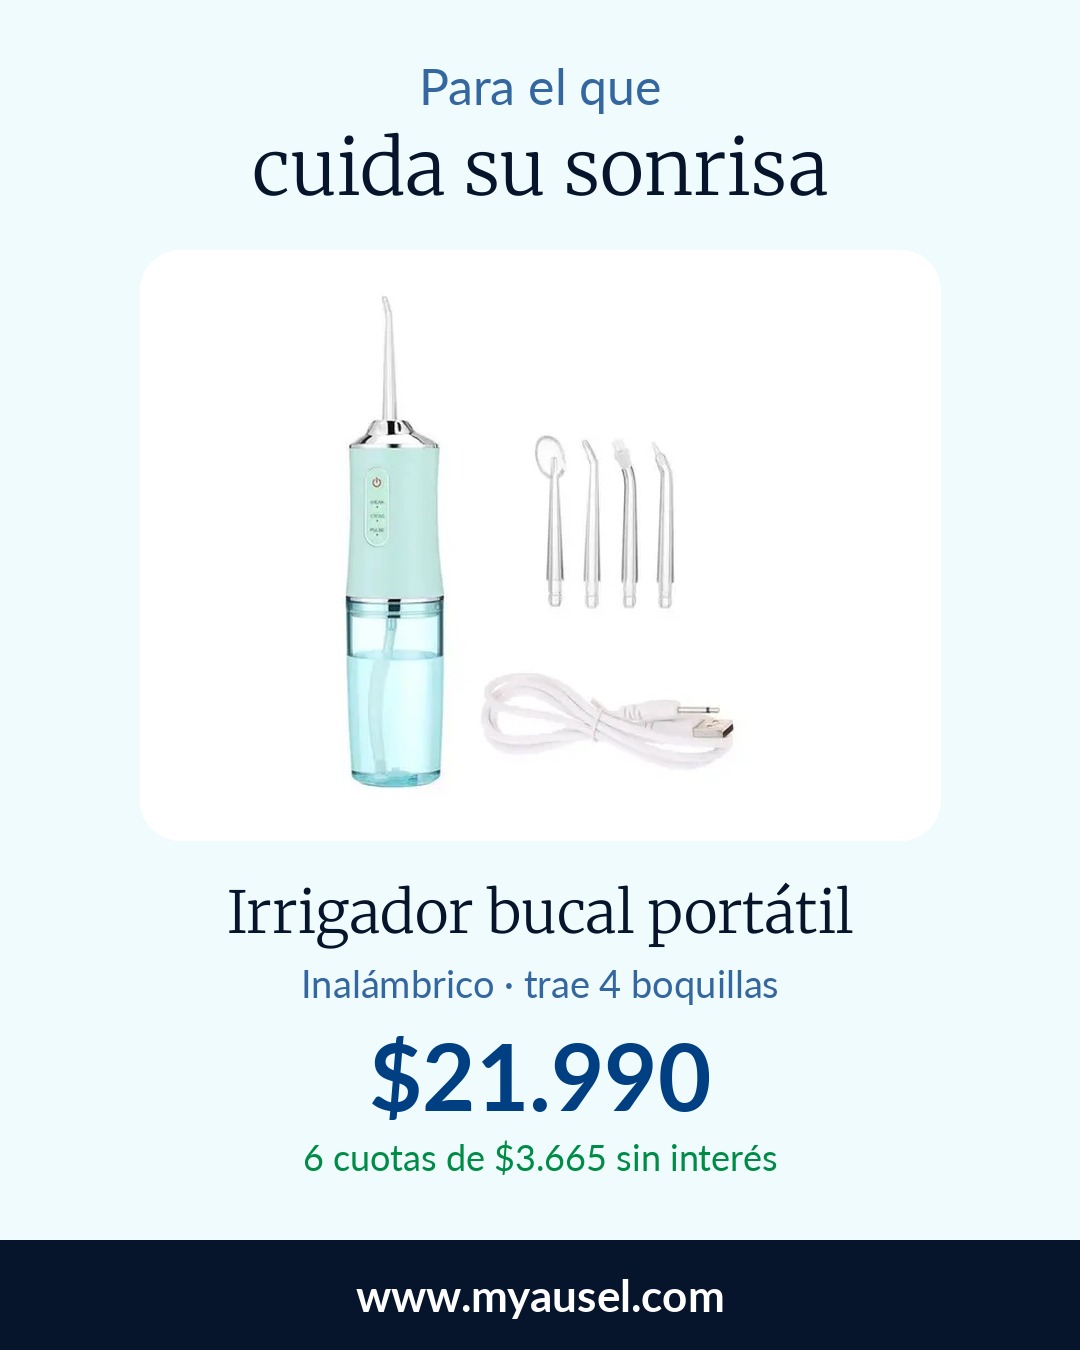 Para el que
cuida su sonrisa
Irrigador bucal portátil
Inalámbrico · trae 4 boquillas
$21.990
6 cuotas de $3.665 sin interés
www.myausel.com